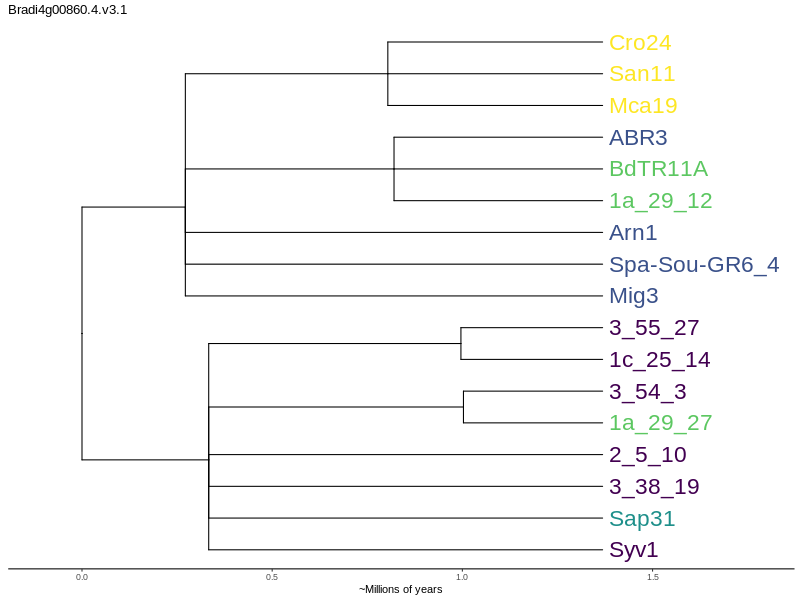 Bradi4g00860.4.v3.1
Cro24
San11
Mca19
ABR3
BdTR11A
1a_29_12
Arn1
Spa-Sou-GR6_4
Mig3
3_55_27
1c_25_14
3_54_3
1a_29_27
2_5_10
3_38_19
Sap31
Syv1
0.0 0.5 1.0 1.5
~Millions of years